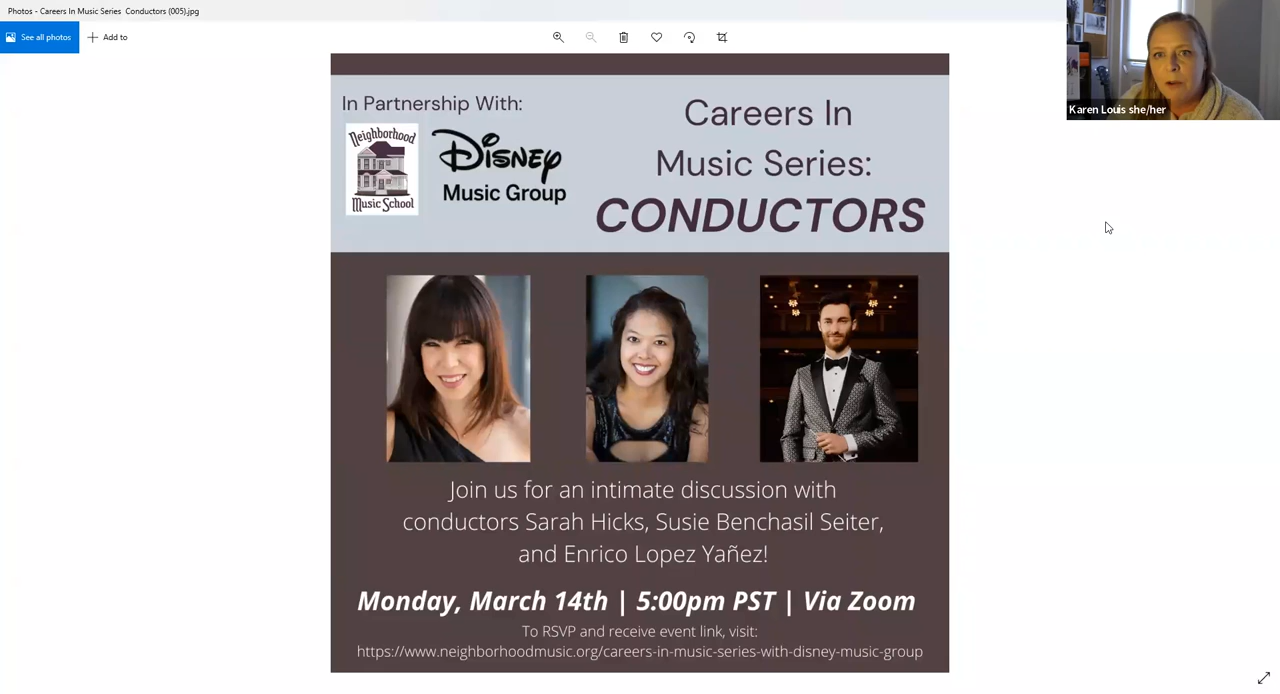 Photos - Careers In Music Series  Conductors (005).jpg
See all photos
Add to
Karen Louis she/her
In Partnership With:
Neighborhood
Music School
Disney
Music Group
Careers In
Music Series:
CONDUCTORS
Join us for an intimate discussion with
conductors Sarah Hicks, Susie Benchasil Seiter,
and Enrico Lopez Yañez!
Monday, March 14th | 5:00pm PST | Via Zoom
To RSVP and receive event link, visit:
https://www.neighborhoodmusic.org/careers-in-music-series-with-disney-music-group